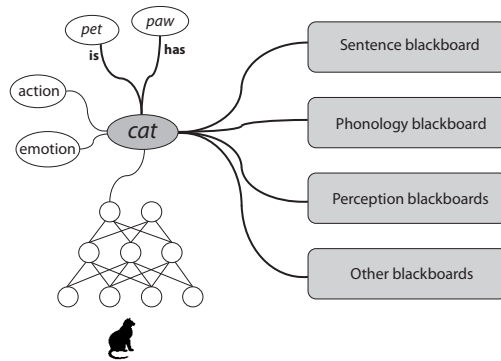 pet
paw
is
has
action
cat
emotion
Sentence blackboard
Phonology blackboard
Perception blackboards
Other blackboards